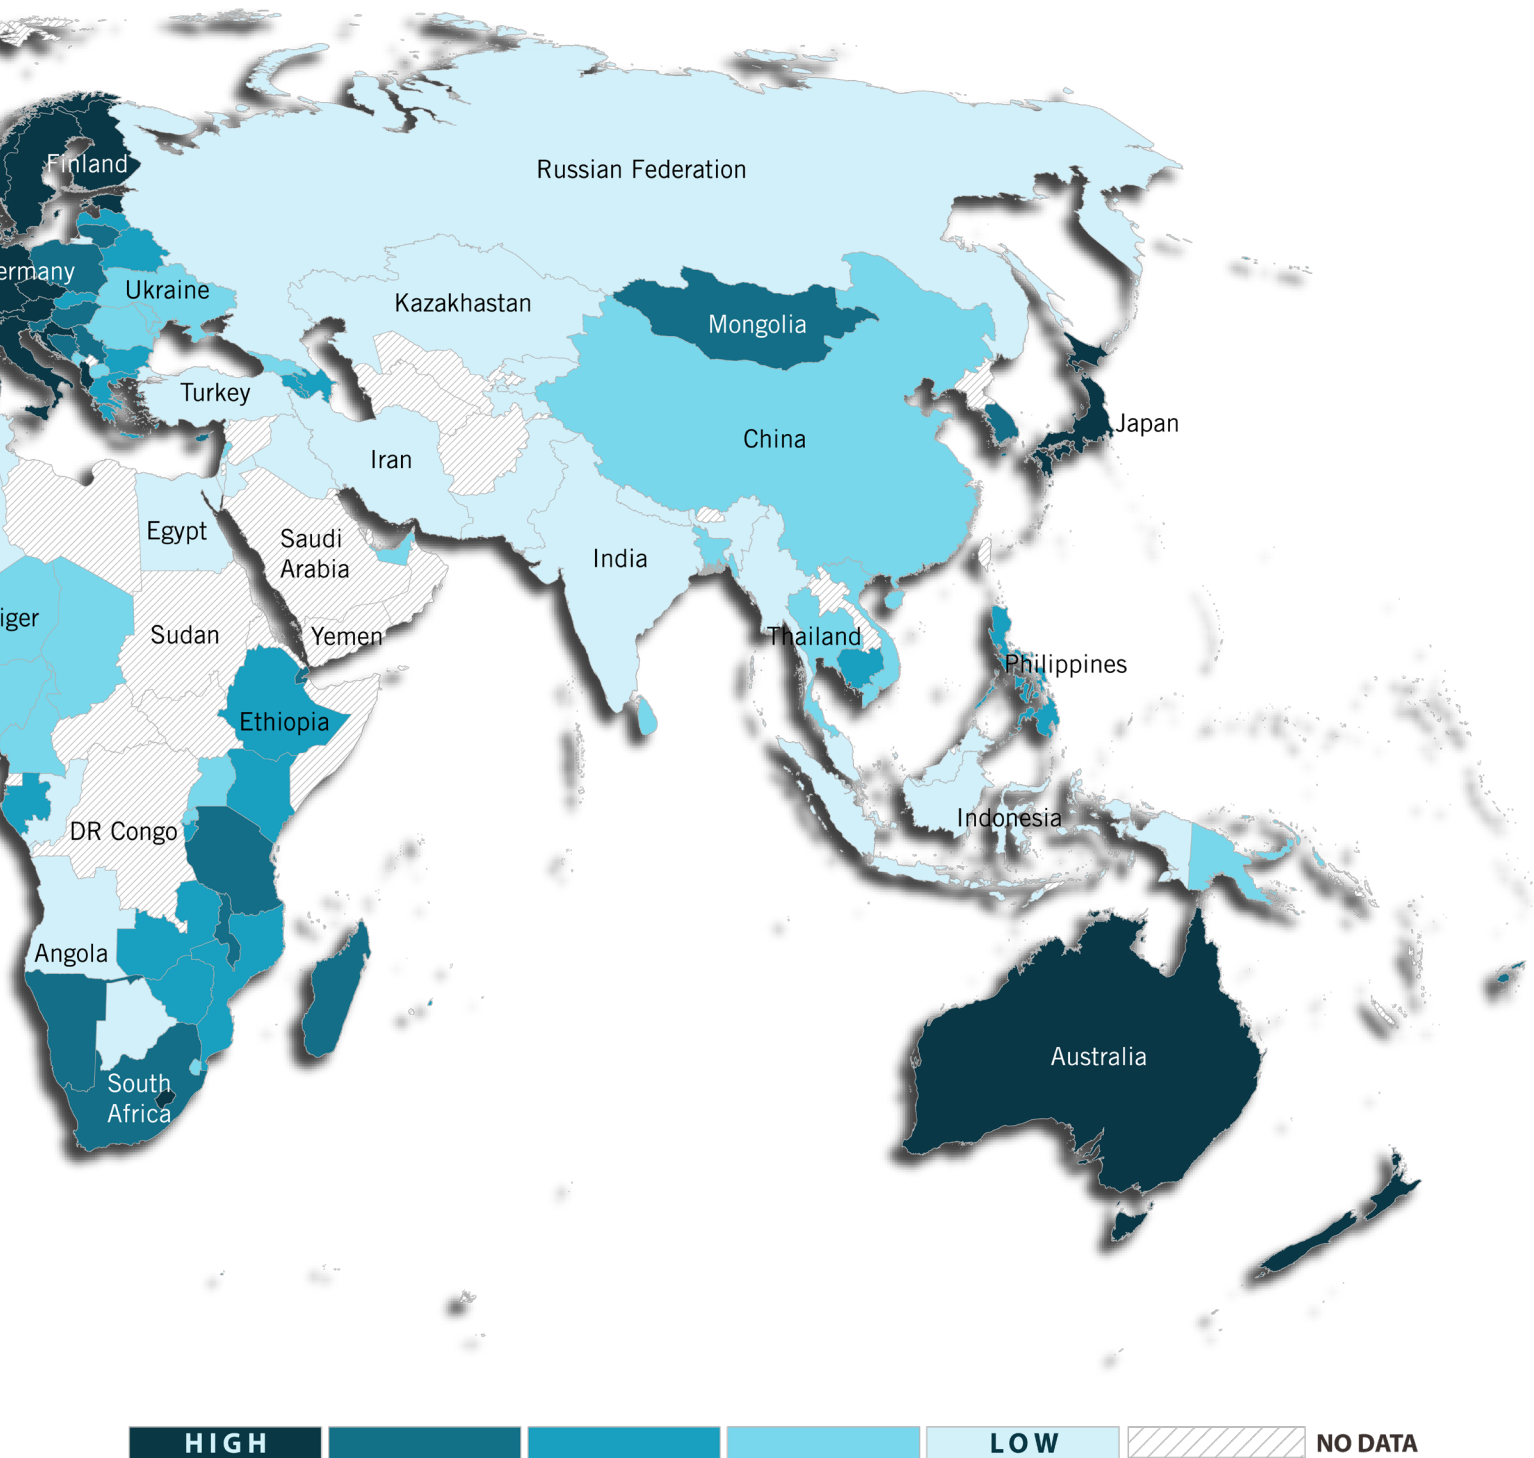 Finland
Russian Federation
ermany
Ukraine
Kazakhastan
Mongolia
Turkey
Japan
China
Iran
Egypt
Saudi
Arabia
India
iger
Sudan
Yemen
Thailand
Philippines
Ethiopia
Indonesia
DR Congo
Angola
Australia
South
Africa
HIGH
LOW
NO DATA